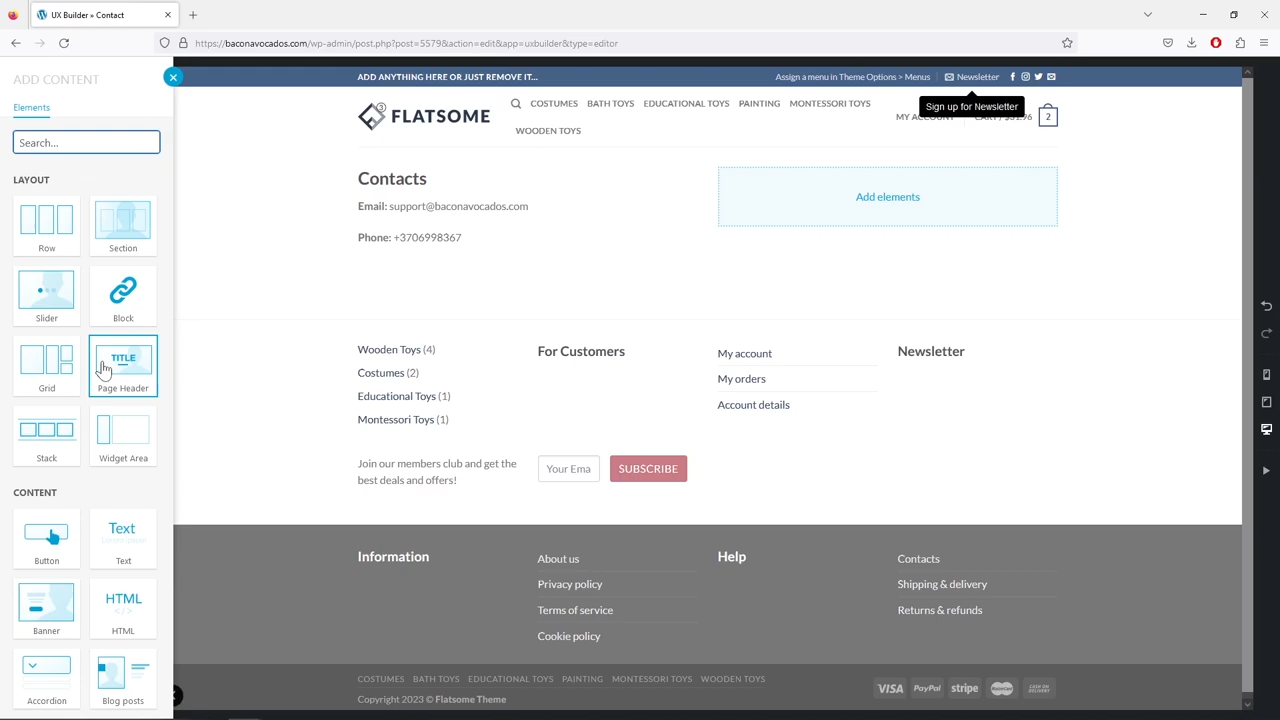 UX Builder » Contact
https://baconavocados.com/wp-admin/post.php?post=5579&action=edit&app=uxbuilder&type=editor
ADD CONTENT
Elements
Search...
LAYOUT
Row
Section
Slider
Block
Grid
TITLE
Page Header
Stack
Widget Area
CONTENT
Button
Text
Text
Banner
HTML
</>
HTML
Accordion
Blog posts
ADD ANYTHING HERE OR JUST REMOVE IT...
Assign a menu in Theme Options > Menus
Newsletter
Sign up for Newsletter
3
FLATSOME
COSTUMES
BATH TOYS
EDUCATIONAL TOYS
PAINTING
MONTESSORI TOYS
WOODEN TOYS
MY ACCOUNT
2
Contacts
Email: support@baconavocados.com
Phone: +3706998367
Add elements
Wooden Toys (4)
Costumes (2)
Educational Toys (1)
Montessori Toys (1)
For Customers
My account
My orders
Account details
Newsletter
Join our members club and get the
best deals and offers!
Your Ema
SUBSCRIBE
Information
About us
Privacy policy
Terms of service
Cookie policy
Help
Contacts
Shipping & delivery
Returns & refunds
COSTUMES BATH TOYS EDUCATIONAL TOYS PAINTING MONTESSORI TOYS WOODEN TOYS
Copyright 2023 © Flatsome Theme
VISA PayPal stripe MasterCard CASH ON DELIVERY